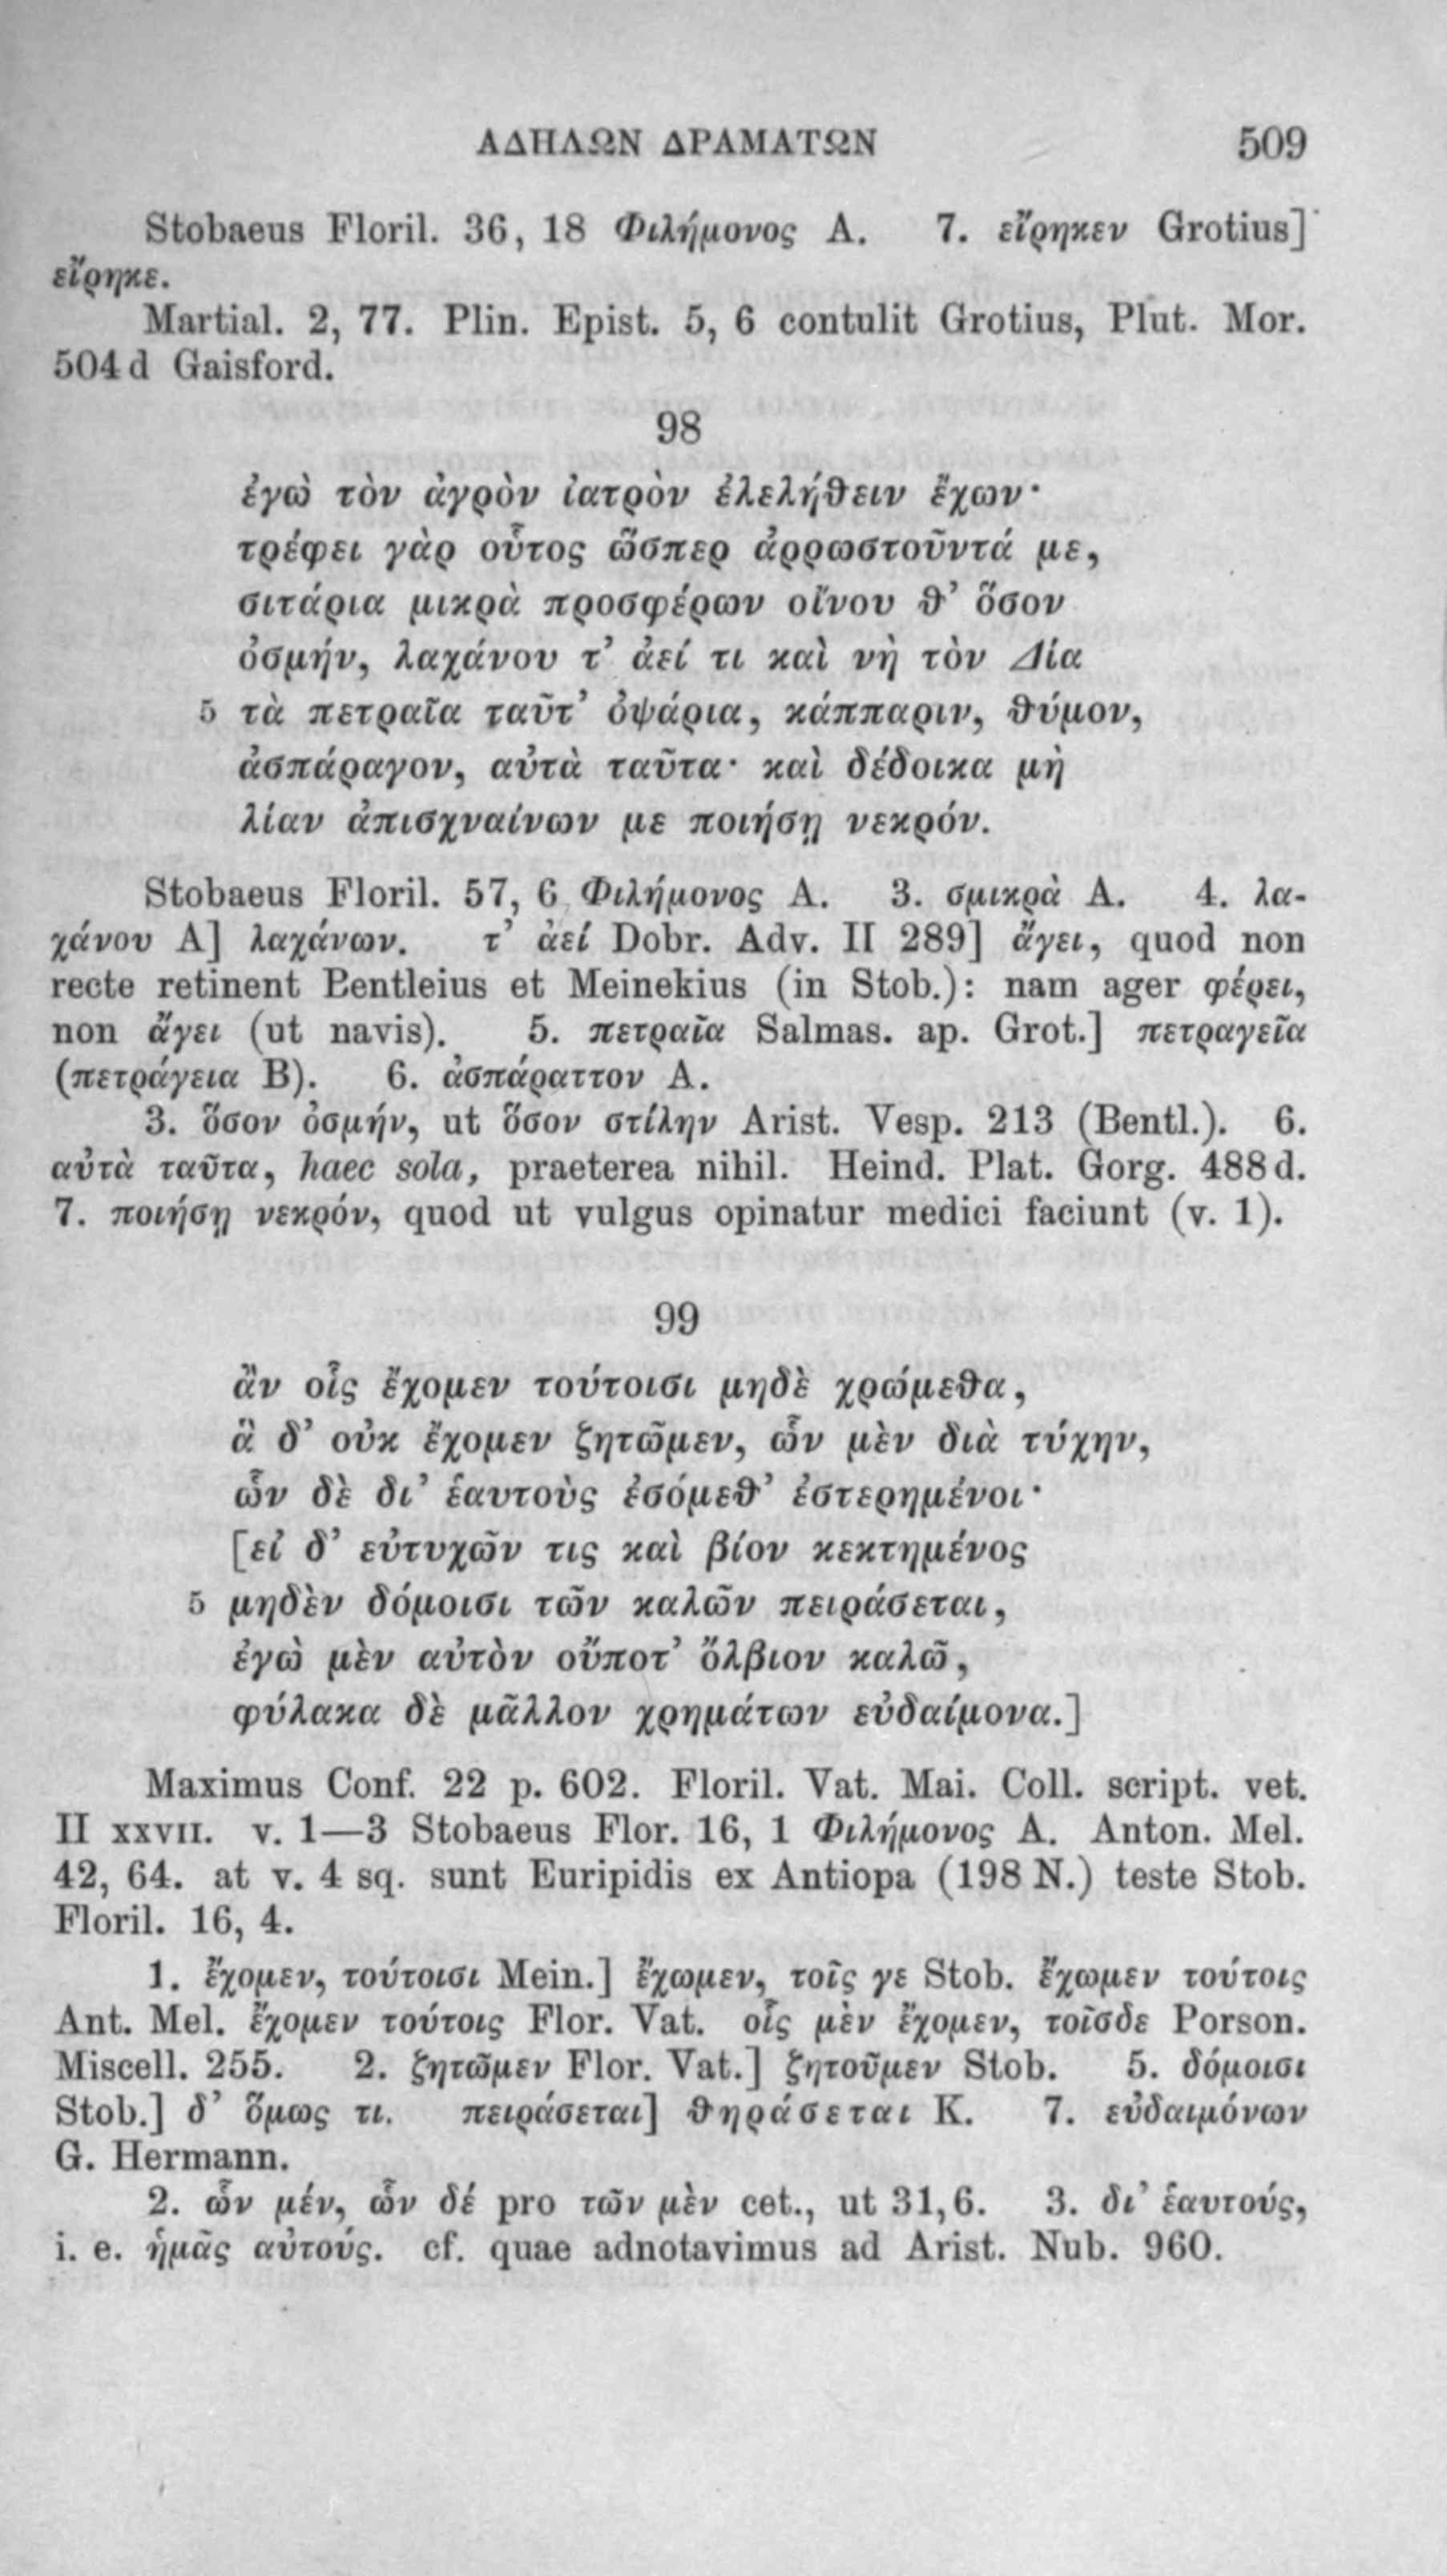 ΑΔΗΛΩΝ ΔΡΑΜΑΤΩΝ 509
Stobaeus Floril. 36, 18 Φιλήμονος A. 7. εἴρηκεν Grotius]
εἴρηκε.
Martial. 2, 77. Plin. Epist. 5, 6 contulit Grotius, Plut. Mor.
504 d Gaisford.
98
ἐγὼ τὸν ἀγρὸν ἰατρὸν ἐλελήθειν ἔχων·
τρέφει γὰρ οὗτος ὥσπερ ἀρρωστοῦντά με,
σιτάρια μικρὰ προσφέρων οἴνου θ’ ὅσον
ὀσμήν, λαχάνου τ’ ἀεί τι καὶ νὴ τὸν Δία
5 τὰ πετραῖα ταῦτ’ ὀψάρια, κάππαριν, θύμον,
ἀσπάραγον, αὐτὰ ταῦτα· καὶ δέδοικα μὴ
λίαν ἀπισχναίνων με ποιήσῃ νεκρόν.
Stobaeus Floril. 57, 6 Φιλήμονος A. 3. σμικρὰ A. 4. λα-
χάνου A] λαχάνων. τ’ ἀεί Dobr. Adv. II 289] ἄγει, quod non
recte retinent Bentleius et Meinekius (in Stob.): nam ager φέρει,
non ἄγει (ut navis). 5. πετραῖα Salmas. ap. Grot.] πετραγεῖα
(πετράγεια B). 6. ἀσπάραττον A.
3. ὅσον ὀσμήν, ut ὅσον στίλην Arist. Vesp. 213 (Bentl.). 6.
αὐτὰ ταῦτα, haec sola, praeterea nihil. Heind. Plat. Gorg. 488 d.
7. ποιήσῃ νεκρόν, quod ut vulgus opinatur medici faciunt (v. 1).
99
ἂν οἷς ἔχομεν τούτοισι μηδὲ χρώμεθα,
ἃ δ’ οὐκ ἔχομεν ζητῶμεν, ὧν μὲν διὰ τύχην,
ὧν δὲ δι’ ἑαυτοὺς ἐσόμεθ’ ἐστερημένοι·
[εἰ δ’ εὐτυχῶν τις καὶ βίον κεκτημένος
5 μηδὲν δόμοισι τῶν καλῶν πειράσεται,
ἐγὼ μὲν αὐτὸν οὔποτ’ ὄλβιον καλῶ,
φύλακα δὲ μᾶλλον χρημάτων εὐδαίμονα.]
Maximus Conf. 22 p. 602. Floril. Vat. Mai. Coll. script. vet.
II XXVII. v. 1—3 Stobaeus Flor. 16, 1 Φιλήμονος A. Anton. Mel.
42, 64. at v. 4 sq. sunt Euripidis ex Antiopa (198 N.) teste Stob.
Floril. 16, 4.
1. ἔχομεν, τούτοισι Mein.] ἔχωμεν, τοῖς γε Stob. ἔχωμεν τούτοις
Ant. Mel. ἔχομεν τούτοις Flor. Vat. οἷς μὲν ἔχομεν, τοῖσδε Porson.
Miscell. 255. 2. ζητῶμεν Flor. Vat.] ζητοῦμεν Stob. 5. δόμοισι
Stob.] δ’ ὅμως τι. πειράσεται] θηράσεται K. 7. εὐδαιμόνων
G. Hermann.
2. ὧν μέν, ὧν δέ pro τῶν μὲν cet., ut 31, 6. 3. δι’ ἑαυτούς,
i. e. ἡμᾶς αὐτούς. cf. quae adnotavimus ad Arist. Nub. 960.